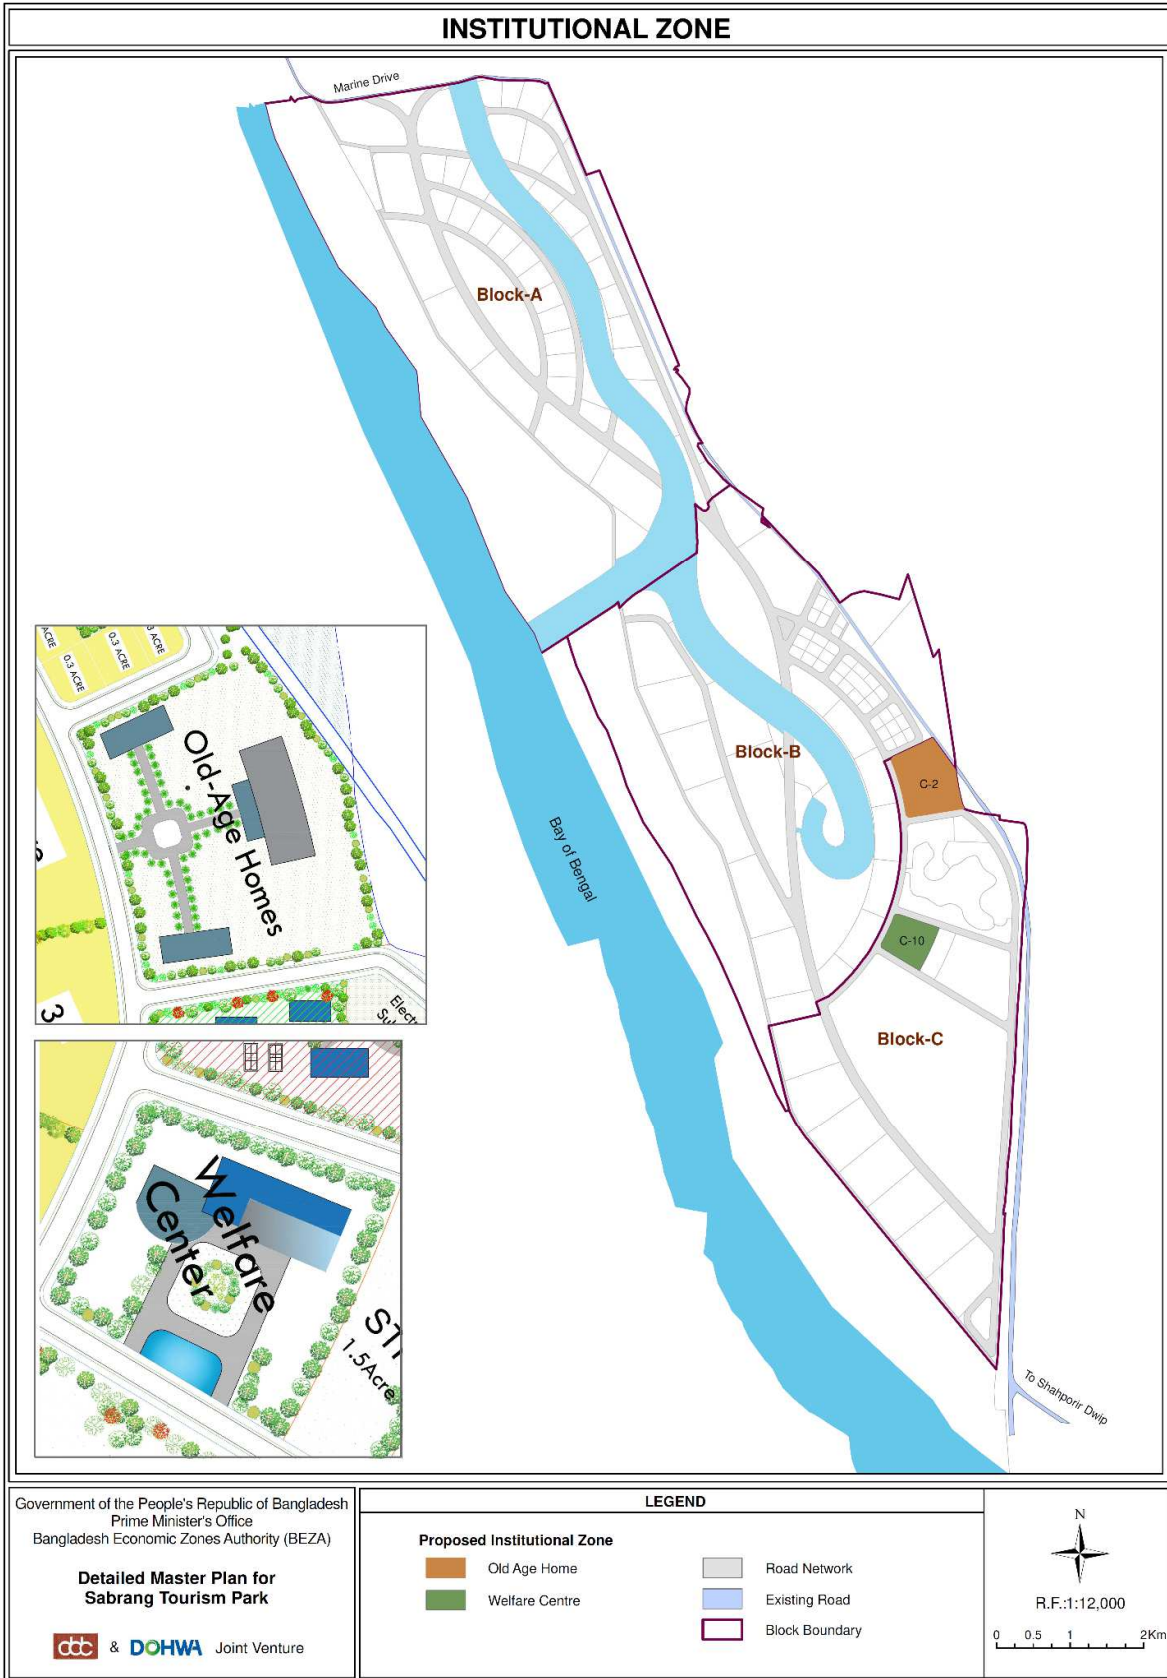 INSTITUTIONAL ZONE
Marine Drive
Block-A
Block-B
C-2
Bay of Bengal
C-10
Block-C
To Shahporir Dwip
ACRE
0.3 ACRE
0.3 ACRE
3 ACRE
Old-Age Homes
3
Welfare
Center
1.5Acre
Government of the People's Republic of Bangladesh
Prime Minister's Office
Bangladesh Economic Zones Authority (BEZA)
Detailed Master Plan for
Sabrang Tourism Park
& DOHWA Joint Venture
LEGEND
Proposed Institutional Zone
Old Age Home
Welfare Centre
Road Network
Existing Road
Block Boundary
N
R.F.:1:12,000
0 0.5 1 2Km